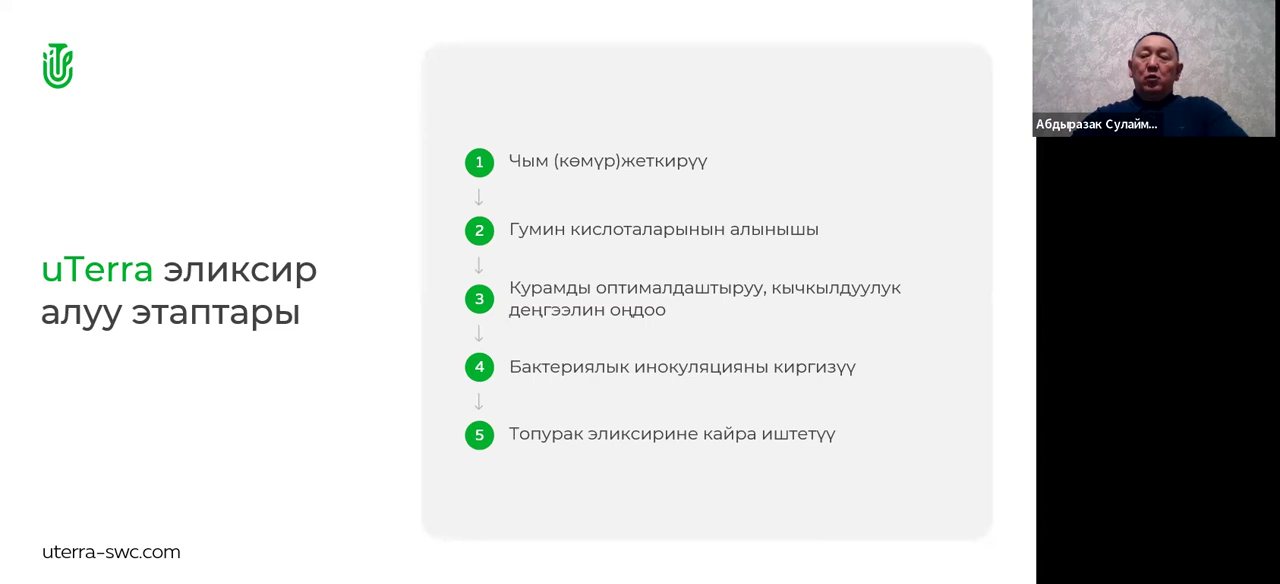 uTerra эликсир
алуу этаптары
1 Чым (көмүр)жеткирүү
2 Гумин кислоталарынын алынышы
3 Курамды оптималдаштыруу, кычкылдуулук
деңгээлин оңдоо
4 Бактериялык инокуляцияны киргизүү
5 Топурак эликсирине кайра иштетүү
uterra-swc.com
Абдыразак Сулайм...